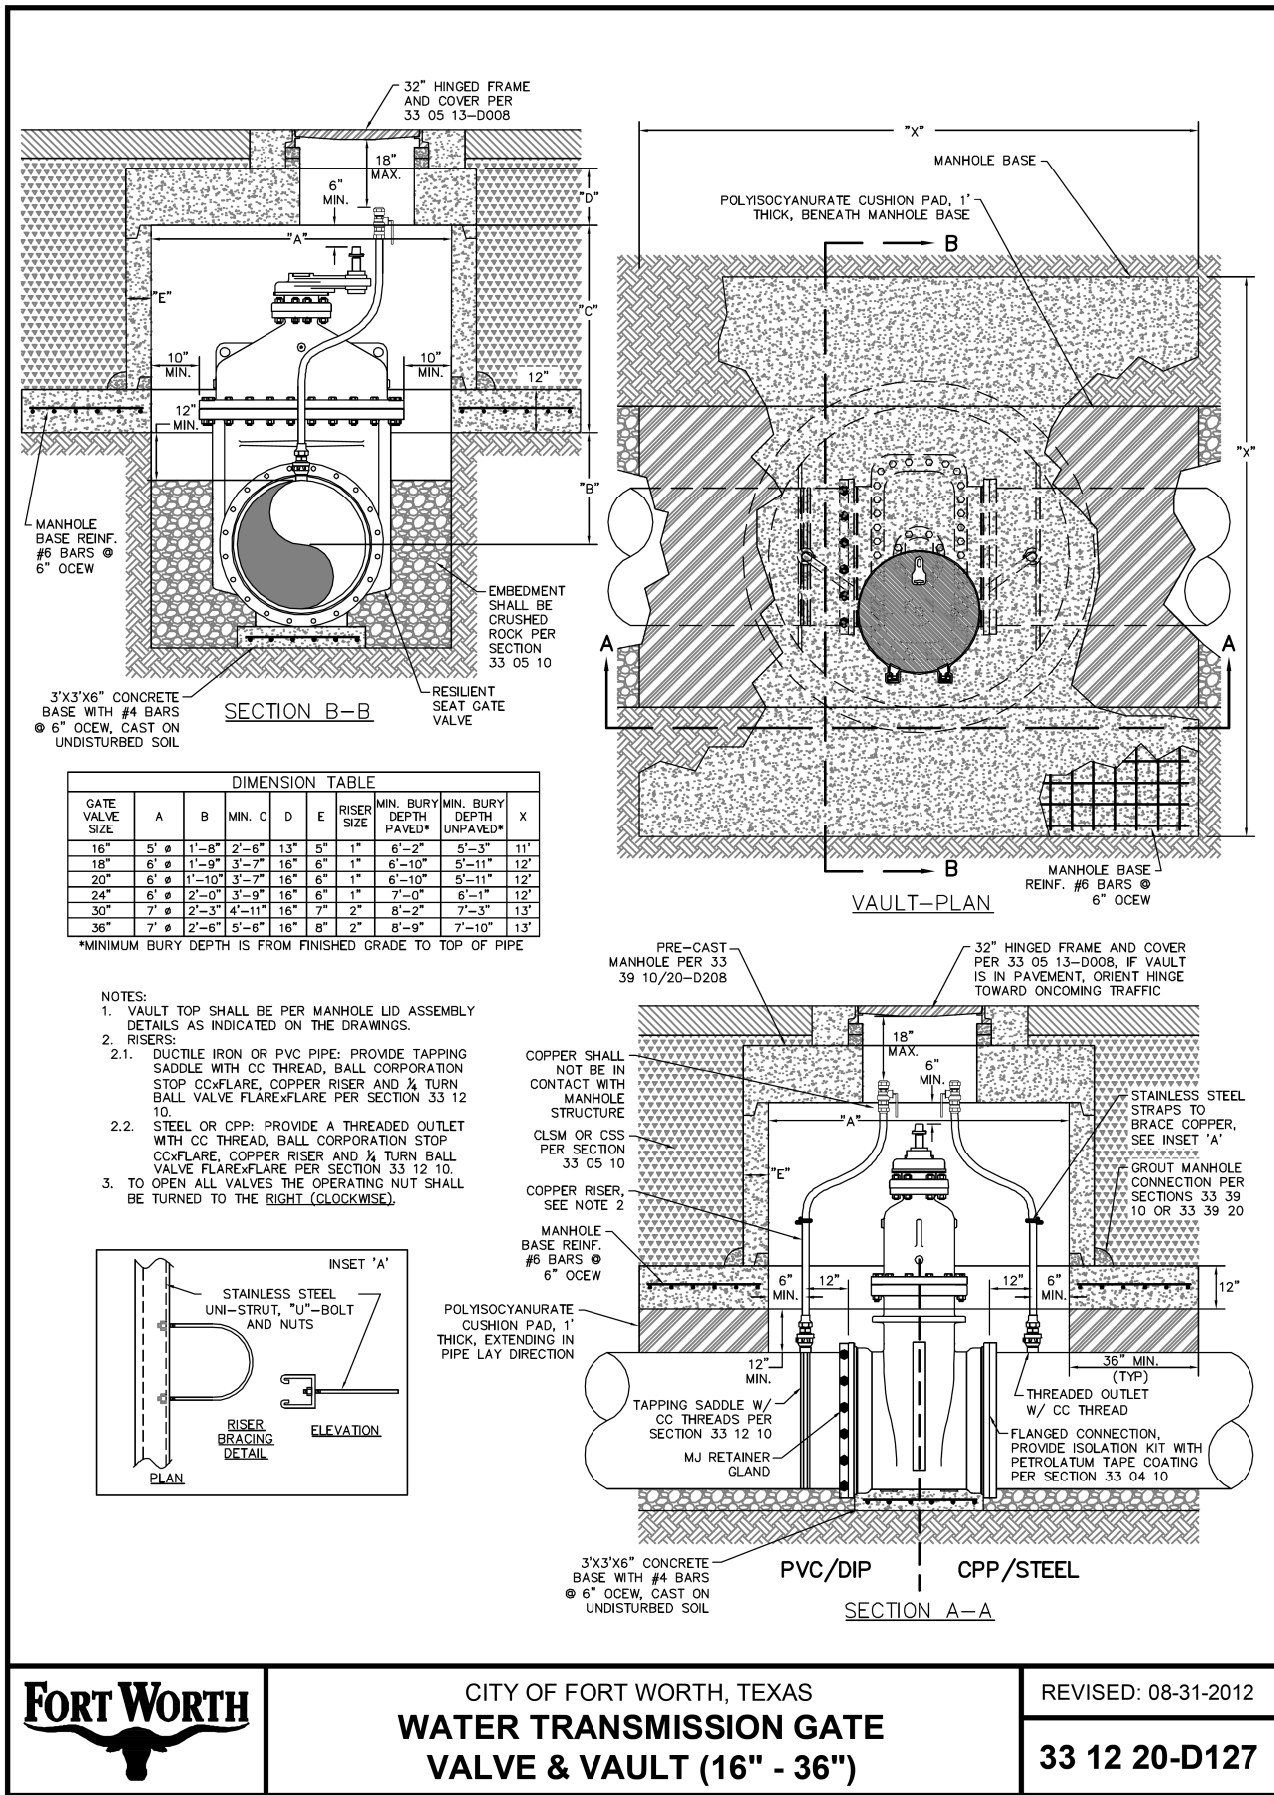 32" HINGED FRAME
AND COVER PER
33 05 13-D008
18"
MAX.
6"
MIN.
"D"
"A"
"E"
"C"
10"
MIN.
10"
MIN.
12"
12"
MIN.
"B"
MANHOLE
BASE REINF.
#6 BARS @
6" OCEW
EMBEDMENT
SHALL BE
CRUSHED
ROCK PER
SECTION
33 05 10
3'X3'X6" CONCRETE
BASE WITH #4 BARS
@ 6" OCEW, CAST ON
UNDISTURBED SOIL
RESILIENT
SEAT GATE
VALVE
SECTION B-B
"X"
MANHOLE BASE
POLYISOCYANURATE CUSHION PAD, 1'
THICK, BENEATH MANHOLE BASE
B
"X"
A
A
B
MANHOLE BASE
REINF. #6 BARS @
6" OCEW
VAULT-PLAN
DIMENSION TABLE
GATE VALVE SIZE A B MIN. C D E RISER SIZE MIN. BURY DEPTH PAVED* MIN. BURY DEPTH UNPAVED* X
16" 5' ø 1'-8" 2'-6" 13" 5" 1" 6'-2" 5'-3" 11'
18" 6' ø 1'-9" 3'-7" 16" 6" 1" 6'-10" 5'-11" 12'
20" 6' ø 1'-10" 3'-7" 16" 6" 1" 6'-10" 5'-11" 12'
24" 6' ø 2'-0" 3'-9" 16" 6" 1" 7'-0" 6'-1" 12'
30" 7' ø 2'-3" 4'-11" 16" 7" 2" 8'-2" 7'-3" 13'
36" 7' ø 2'-6" 5'-6" 16" 8" 2" 8'-9" 7'-10" 13'
*MINIMUM BURY DEPTH IS FROM FINISHED GRADE TO TOP OF PIPE
NOTES:
1. VAULT TOP SHALL BE PER MANHOLE LID ASSEMBLY
DETAILS AS INDICATED ON THE DRAWINGS.
2. RISERS:
2.1. DUCTILE IRON OR PVC PIPE: PROVIDE TAPPING
SADDLE WITH CC THREAD, BALL CORPORATION
STOP CCxFLARE, COPPER RISER AND ¼ TURN
BALL VALVE FLARExFLARE PER SECTION 33 12
10.
2.2. STEEL OR CPP: PROVIDE A THREADED OUTLET
WITH CC THREAD, BALL CORPORATION STOP
CCxFLARE, COPPER RISER AND ¼ TURN BALL
VALVE FLARExFLARE PER SECTION 33 12 10.
3. TO OPEN ALL VALVES THE OPERATING NUT SHALL
BE TURNED TO THE RIGHT (CLOCKWISE).
INSET 'A'
STAINLESS STEEL
UNI-STRUT, "U"-BOLT
AND NUTS
RISER
BRACING
DETAIL
ELEVATION
PLAN
PRE-CAST
MANHOLE PER 33
39 10/20-D208
32" HINGED FRAME AND COVER
PER 33 05 13-D008, IF VAULT
IS IN PAVEMENT, ORIENT HINGE
TOWARD ONCOMING TRAFFIC
18"
MAX.
6"
MIN.
COPPER SHALL
NOT BE IN
CONTACT WITH
MANHOLE
STRUCTURE
CLSM OR CSS
PER SECTION
33 05 10
COPPER RISER,
SEE NOTE 2
MANHOLE
BASE REINF.
#6 BARS @
6" OCEW
"A"
"E"
STAINLESS STEEL
STRAPS TO
BRACE COPPER,
SEE INSET 'A'
GROUT MANHOLE
CONNECTION PER
SECTIONS 33 39
10 OR 33 39 20
6"
MIN.
12"
12"
6"
MIN.
12"
POLYISOCYANURATE
CUSHION PAD, 1'
THICK, EXTENDING IN
PIPE LAY DIRECTION
12"
MIN.
36" MIN.
(TYP)
TAPPING SADDLE W/
CC THREADS PER
SECTION 33 12 10
THREADED OUTLET
W/ CC THREAD
MJ RETAINER
GLAND
FLANGED CONNECTION,
PROVIDE ISOLATION KIT WITH
PETROLATUM TAPE COATING
PER SECTION 33 04 10
3'X3'X6" CONCRETE
BASE WITH #4 BARS
@ 6" OCEW, CAST ON
UNDISTURBED SOIL
PVC/DIP
CPP/STEEL
SECTION A-A
FORT WORTH
CITY OF FORT WORTH, TEXAS
WATER TRANSMISSION GATE
VALVE & VAULT (16" - 36")
REVISED: 08-31-2012
33 12 20-D127